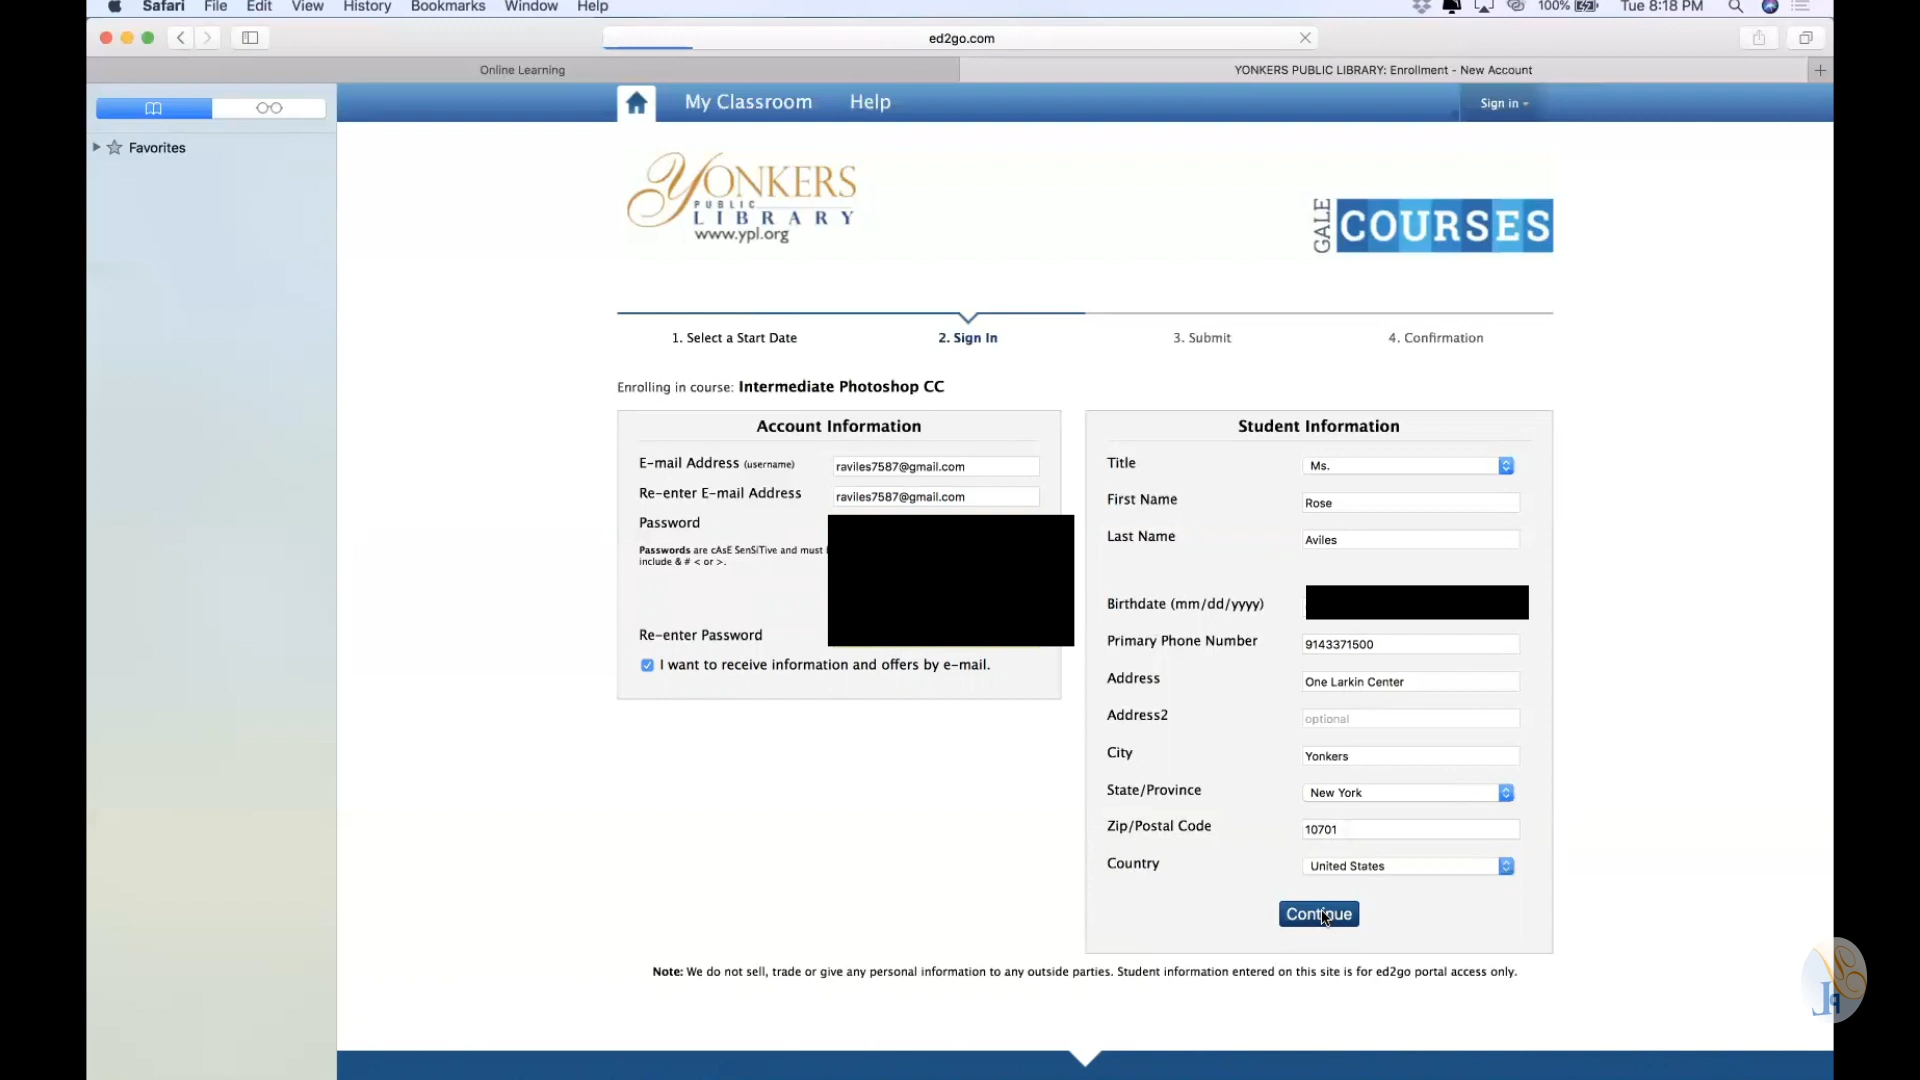 Safari File Edit View History Bookmarks Window Help 100% Tue 8:18 PM
ed2go.com
Online Learning YONKERS PUBLIC LIBRARY: Enrollment - New Account
My Classroom Help Sign in
Favorites
YONKERS
PUBLIC
LIBRARY
www.ypl.org
GALE COURSES
1. Select a Start Date 2. Sign In 3. Submit 4. Confirmation
Enrolling in course: Intermediate Photoshop CC
Account Information
E-mail Address (username) raviles7587@gmail.com
Re-enter E-mail Address raviles7587@gmail.com
Password
Passwords are cAsE SenSiTive and must
include & # < or >.
Re-enter Password
I want to receive information and offers by e-mail.
Student Information
Title Ms.
First Name Rose
Last Name Aviles
Birthdate (mm/dd/yyyy)
Primary Phone Number 9143371500
Address One Larkin Center
Address2 optional
City Yonkers
State/Province New York
Zip/Postal Code 10701
Country United States
Continue
Note: We do not sell, trade or give any personal information to any outside parties. Student information entered on this site is for ed2go portal access only.